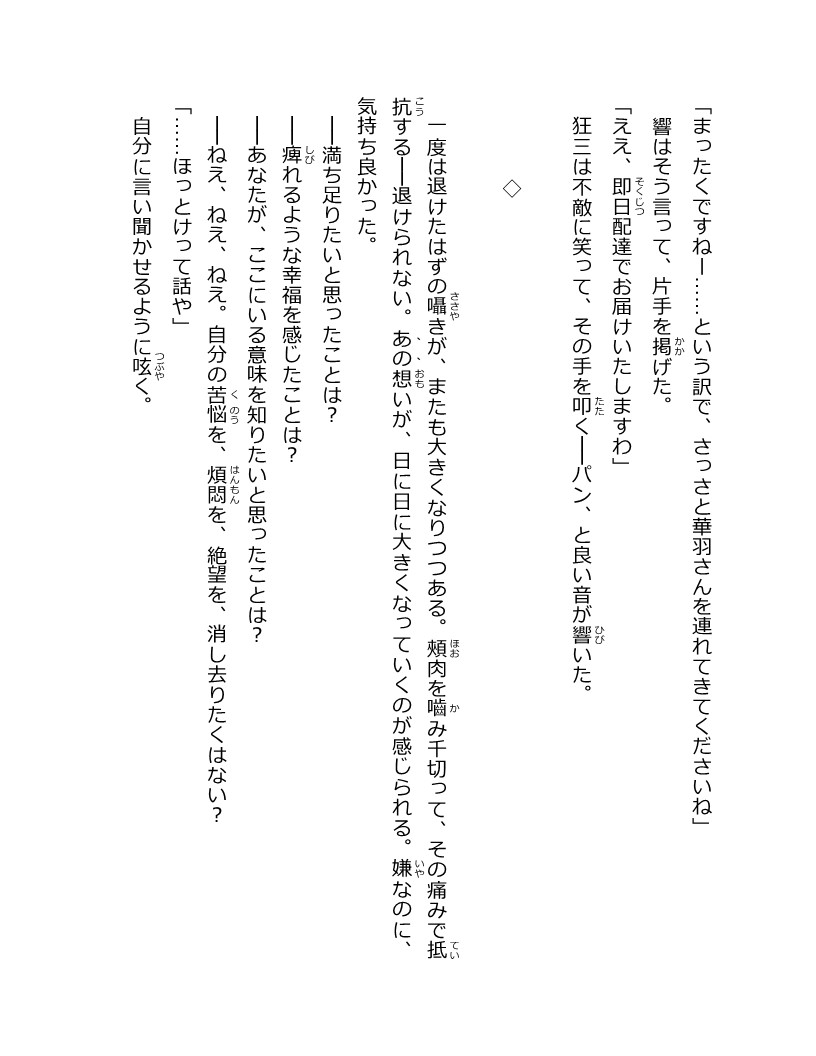 「まったくですねー……という訳で、さっさと華羽さんを連れてきてくださいね」
響はそう言って、片手を掲げた。
「ええ、即日配達でお届けいたしますわ」
狂三は不敵に笑って、その手を叩く──パン、と良い音が響いた。
◇
一度は退けたはずの囁きが、またも大きくなりつつある。頰肉を嚙み千切って、その痛みで抵
抗する──退けられない。あの想いが、日に日に大きくなっていくのが感じられる。嫌なのに、
気持ち良かった。
──満ち足りたいと思ったことは？
──痺れるような幸福を感じたことは？
──あなたが、ここにいる意味を知りたいと思ったことは？
──ねえ、ねえ、ねえ。自分の苦悩を、煩悶を、絶望を、消し去りたくはない？
「……ほっとけって話や」
自分に言い聞かせるように呟く。